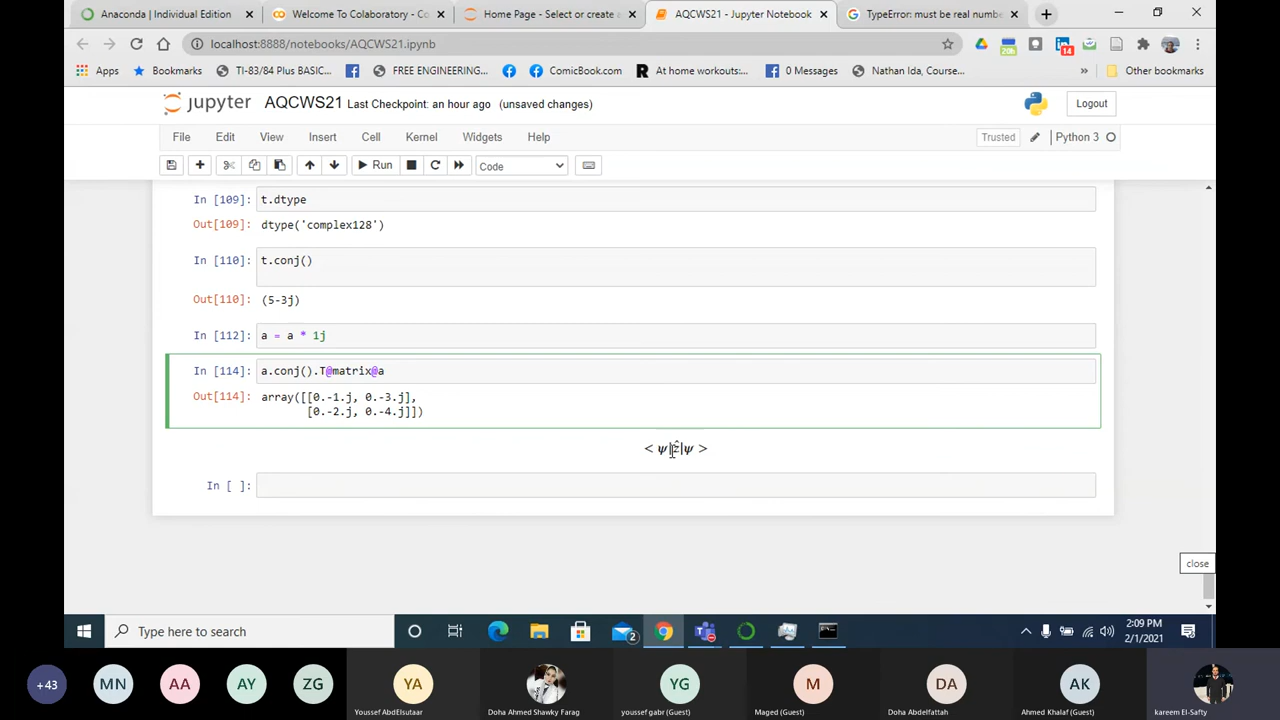 Anaconda | Individual Edition
Welcome To Colaboratory - Co
Home Page - Select or create a
AQCWS21 - Jupyter Notebook
TypeError: must be real numbe
localhost:8888/notebooks/AQCWS21.ipynb
20h
14
Apps
Bookmarks
TI-83/84 Plus BASIC...
FREE ENGINEERING...
ComicBook.com
At home workouts:...
0 Messages
Nathan Ida, Course...
»
Other bookmarks
jupyter AQCWS21 Last Checkpoint: an hour ago (unsaved changes)
Logout
File Edit View Insert Cell Kernel Widgets Help
Trusted
Python 3
Run
Code
In [109]: t.dtype
Out[109]: dtype('complex128')
In [110]: t.conj()
Out[110]: (5-3j)
In [112]: a = a * 1j
In [114]: a.conj().T@matrix@a
Out[114]: array([[0.-1.j, 0.-3.j],
[0.-2.j, 0.-4.j]])
In [ ]:
close
Type here to search
2
2:09 PM
2/1/2021
+43
MN
AA
AY
ZG
YA
YG
M
DA
AK
Youssef AbdElsutaar
Doha Ahmed Shawky Farag
youssef gabr (Guest)
Maged (Guest)
Doha Abdelfattah
Ahmed Khalaf (Guest)
kareem El-Safty